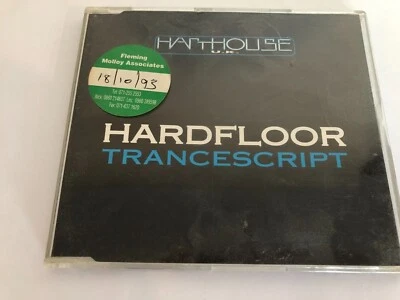 HARTHOUSE
U.K.
Fleming
Molloy Associates
18/10/93
HARDFLOOR
TRANCESCRIPT